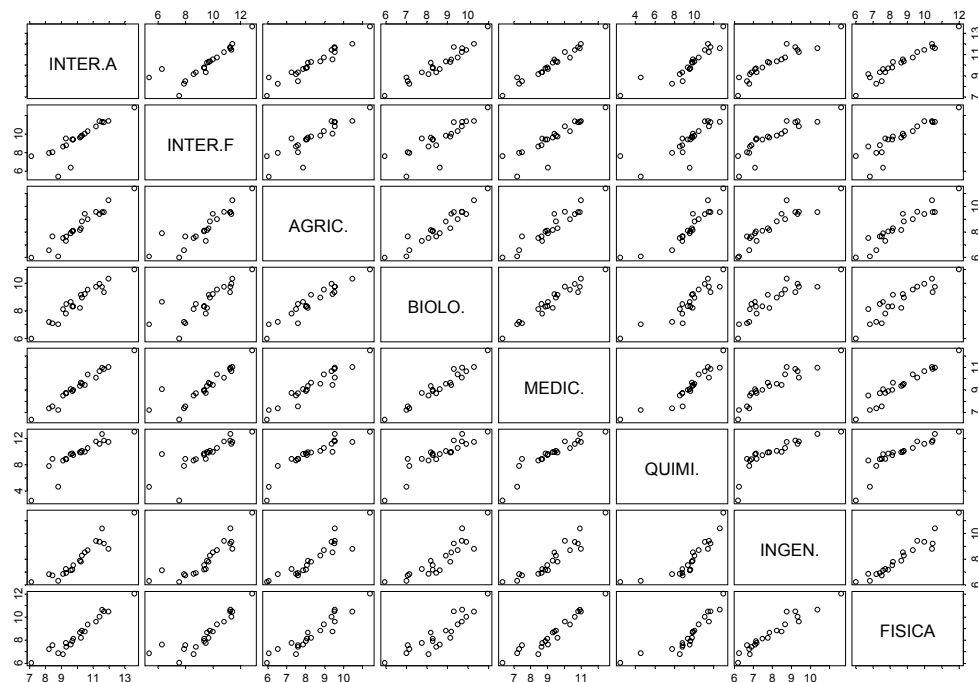 6 8 10 12 6 7 8 9 10 4 6 8 10 6 7 8 9 10 12
INTER.A
7 9 11 13
6 8 10
INTER.F
AGRIC.
6 8 10
6 8 10
BIOLO.
MEDIC.
7 9 11
4 8 12
QUIMI.
INGEN.
6 8 10
6 8 10 12
FISICA
7 8 9 11 13 6 7 8 9 10 7 8 9 11 6 7 8 10